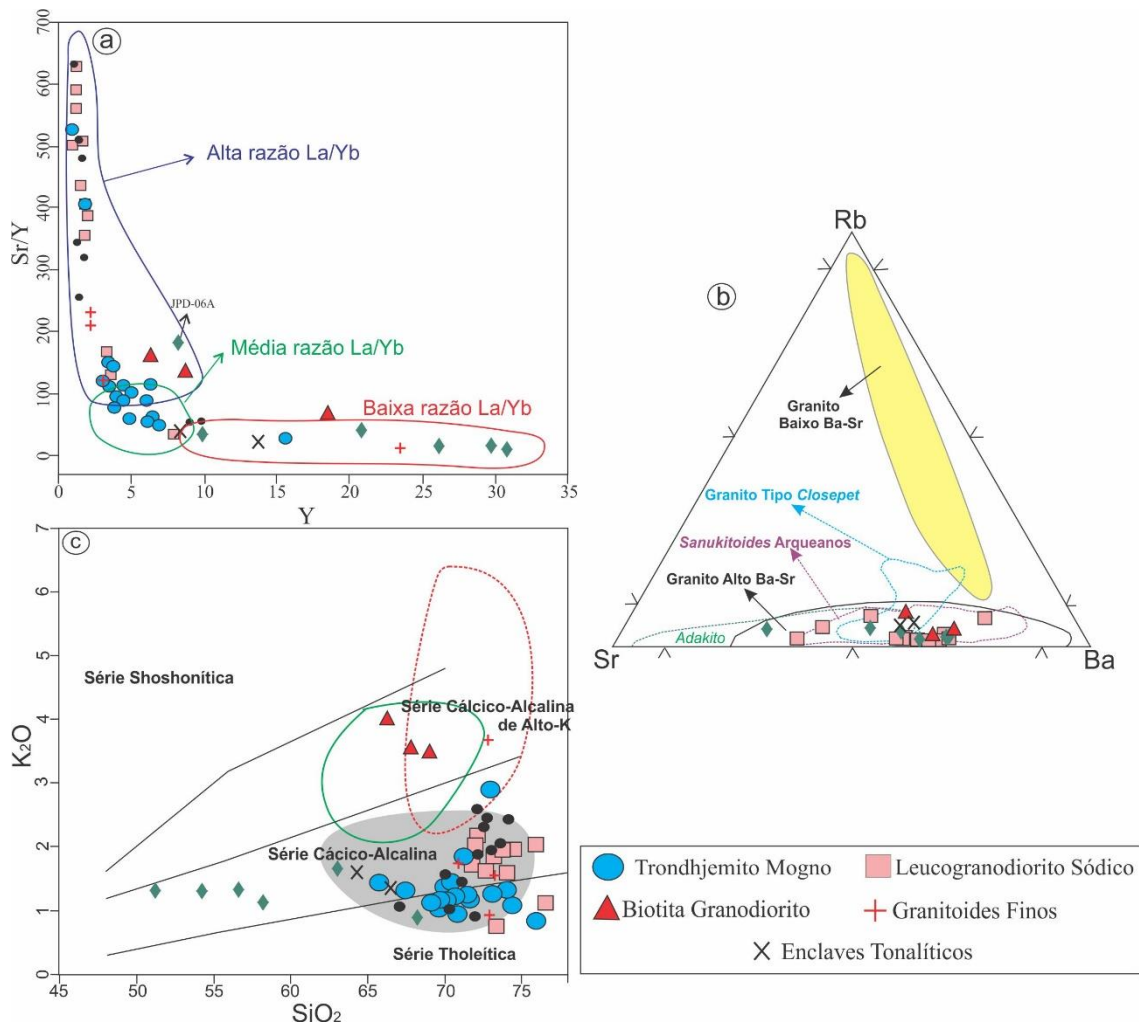 a
700
600
500
400
300
200
100
0
Sr/Y
Alta razão La/Yb
JPD-06A
Média razão La/Yb
Baixa razão La/Yb
0 5 10 15 20 25 30 35
Y
b
Rb
Granito
Baixo Ba-Sr
Granito Tipo Closepet
Sanukitoides Arqueanos
Granito Alto Ba-Sr
Adakito
Sr
Ba
c
7
6
5
4
3
2
1
0
K2O
Série Shoshonítica
Série Cálcico-Alcalina
de Alto-K
Série Cácico-Alcalina
Série Tholeítica
45 50 55 60 65 70 75
SiO2
Trondhjemito Mogno
Leucogranodiorito Sódico
Biotita Granodiorito
Granitoides Finos
Enclaves Tonalíticos